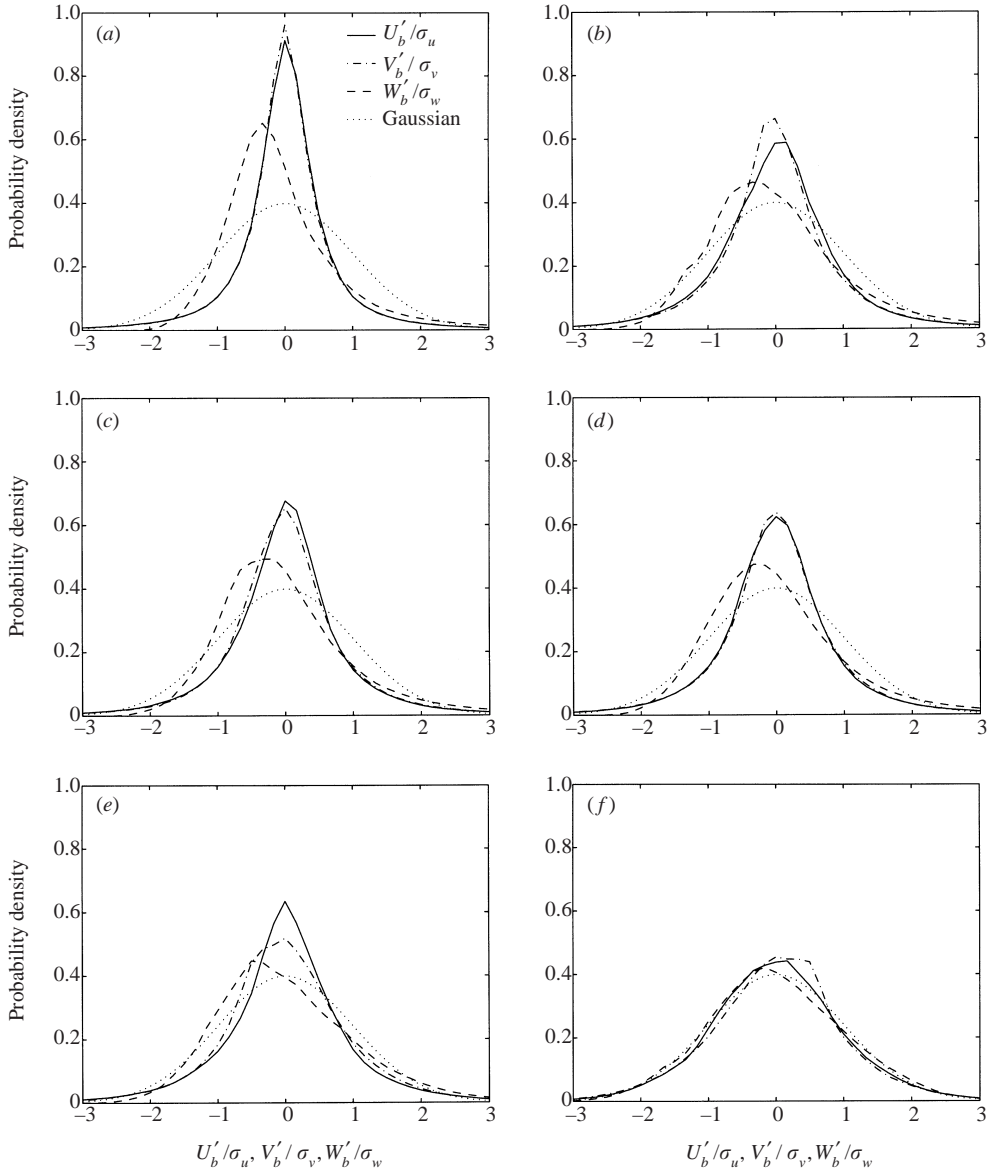 (a)
U′_b/σ_u
V′_b/σ_v
W′_b/σ_w
Gaussian
Probability density
1.0
0.8
0.6
0.4
0.2
0
−3 −2 −1 0 1 2 3
(b)
1.0
0.8
0.6
0.4
0.2
0
−3 −2 −1 0 1 2 3
(c)
Probability density
1.0
0.8
0.6
0.4
0.2
0
−3 −2 −1 0 1 2 3
(d)
1.0
0.8
0.6
0.4
0.2
0
−3 −2 −1 0 1 2 3
(e)
Probability density
1.0
0.8
0.6
0.4
0.2
0
−3 −2 −1 0 1 2 3
U′_b/σ_u, V′_b/σ_v, W′_b/σ_w
(f)
1.0
0.8
0.6
0.4
0.2
0
−3 −2 −1 0 1 2 3
U′_b/σ_u, V′_b/σ_v, W′_b/σ_w